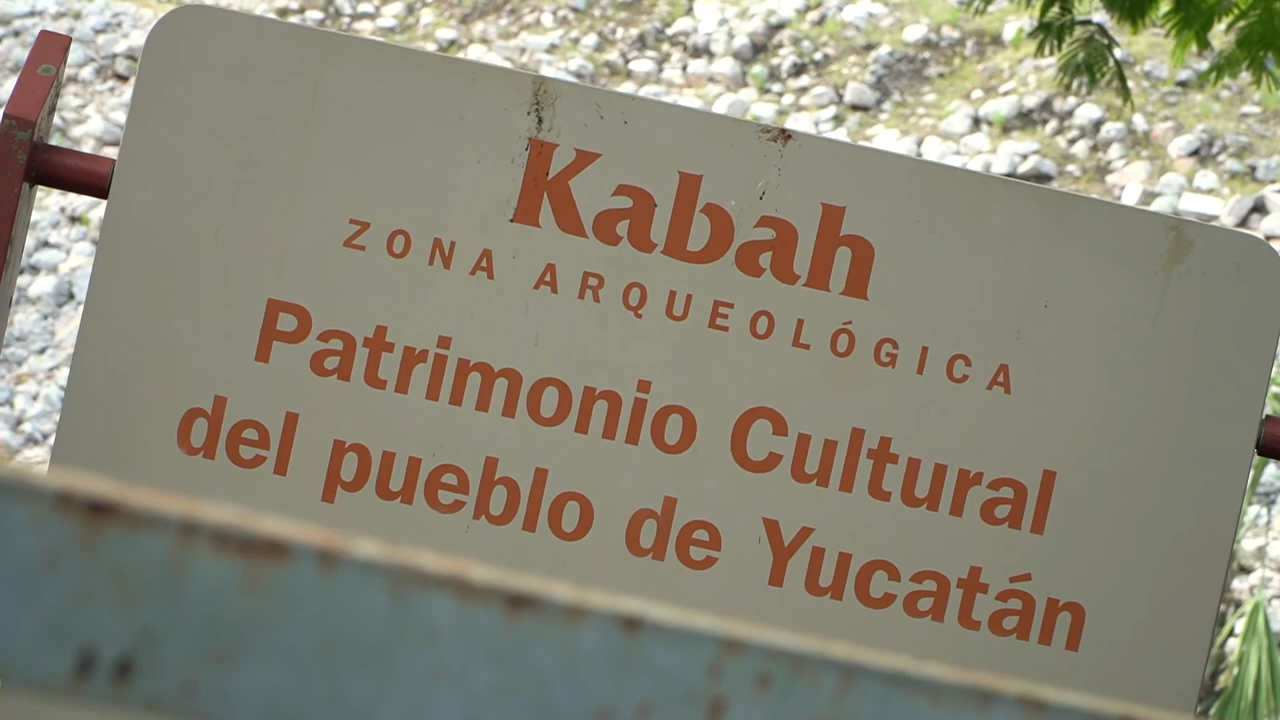 Kabah
ZONA ARQUEOLÓGICA
Patrimonio Cultural
del pueblo de Yucatán